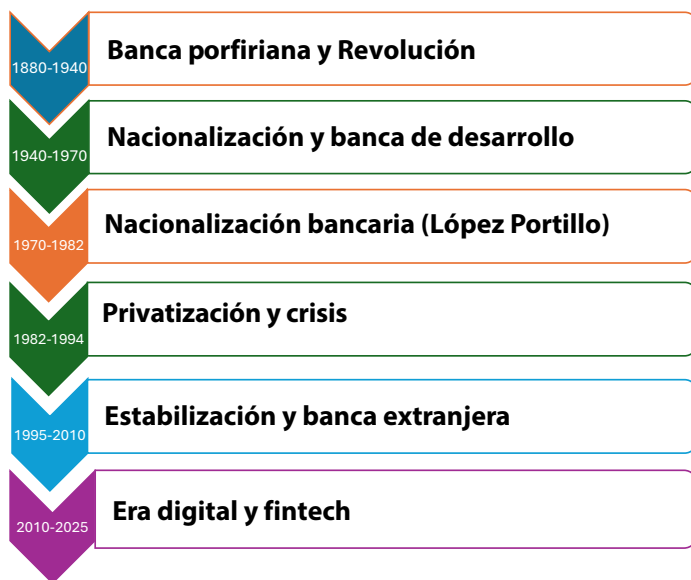 1880-1940
Banca porfiriana y Revolución
1940-1970
Nacionalización y banca de desarrollo
1970-1982
Nacionalización bancaria (López Portillo)
1982-1994
Privatización y crisis
1995-2010
Estabilización y banca extranjera
2010-2025
Era digital y fintech